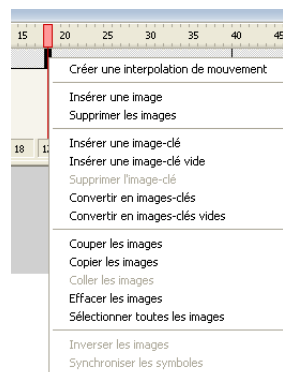 15 20 25 30 35 40 45
Créer une interpolation de mouvement
Insérer une image
Supprimer les images
18
Insérer une image-clé
Insérer une image-clé vide
Supprimer l'image-clé
Convertir en images-clés
Convertir en images-clés vides
Couper les images
Copier les images
Coller les images
Effacer les images
Sélectionner toutes les images
Inverser les images
Synchroniser les symboles